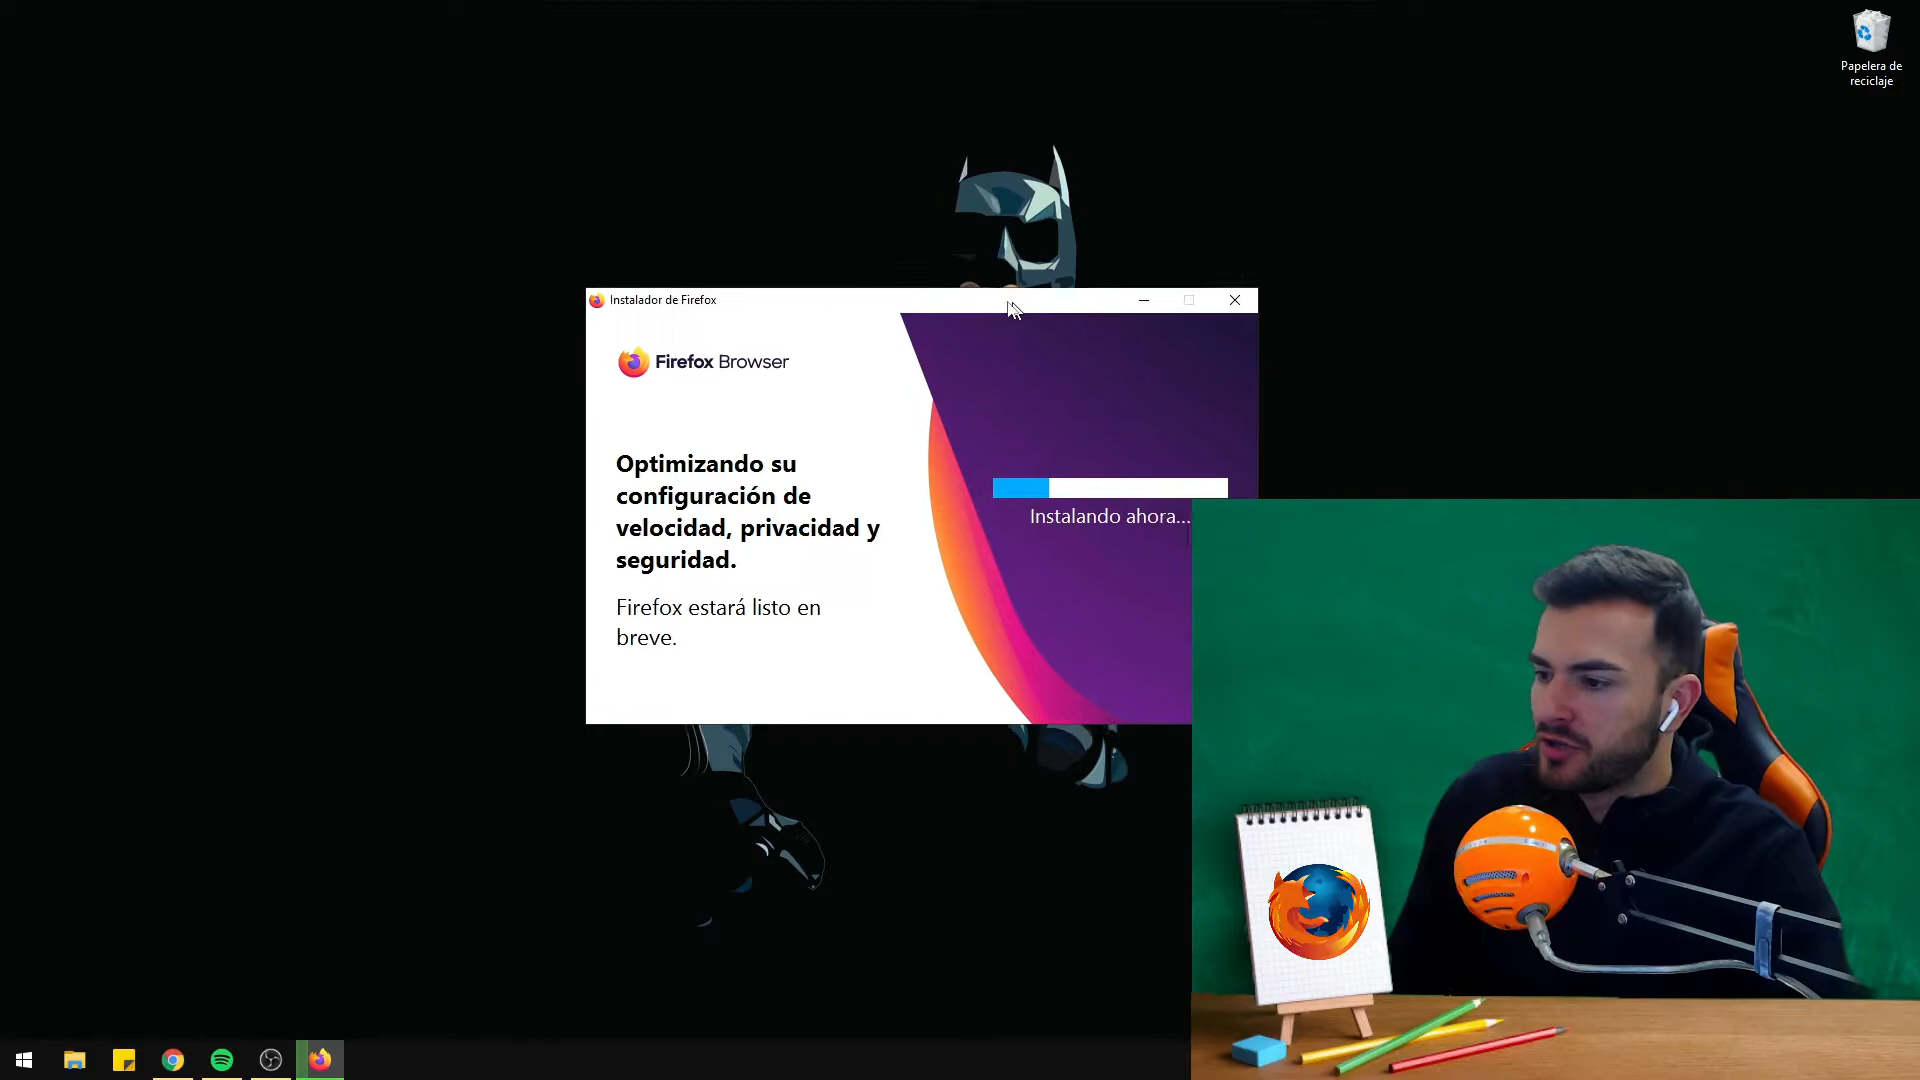 Papelera de
reciclaje
Instalador de Firefox
Firefox Browser
Optimizando su
configuración de
velocidad, privacidad y
seguridad.
Firefox estará listo en
breve.
Instalando ahora...